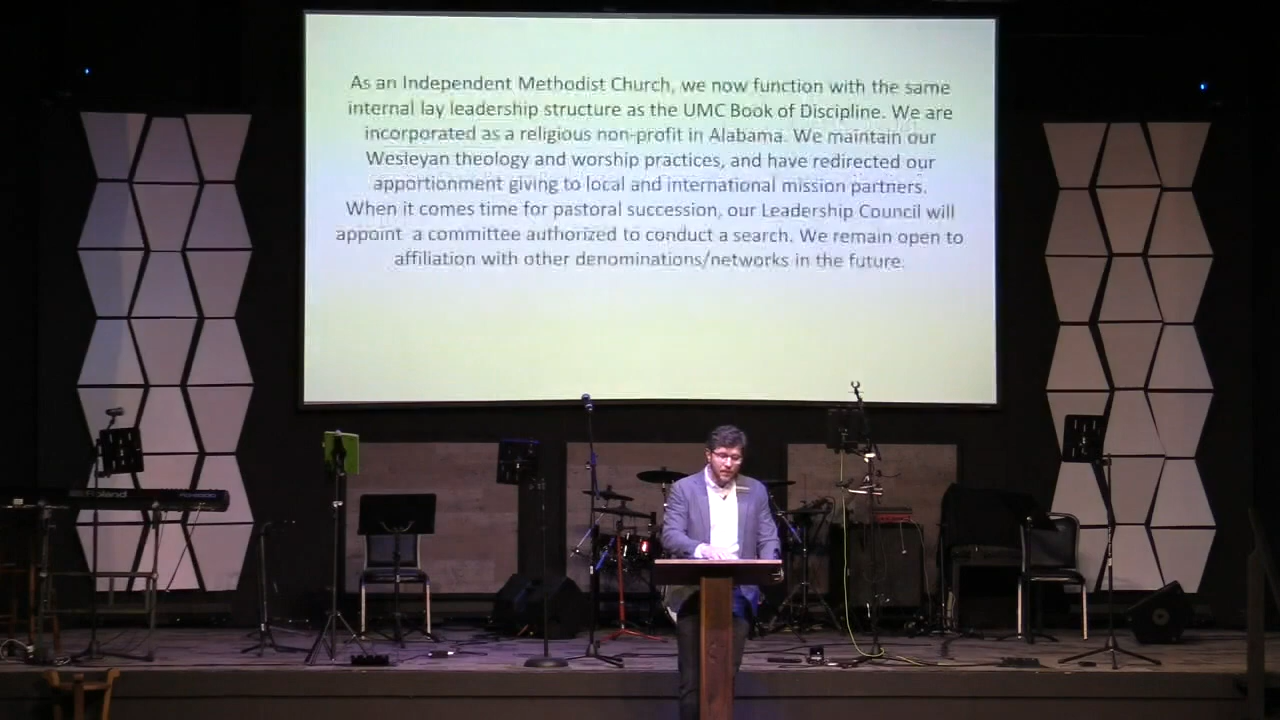 As an Independent Methodist Church, we now function with the same
internal lay leadership structure as the UMC Book of Discipline. We are
incorporated as a religious non-profit in Alabama. We maintain our
Wesleyan theology and worship practices, and have redirected our
apportionment giving to local and international mission partners.
When it comes time for pastoral succession, our Leadership Council will
appoint a committee authorized to conduct a search. We remain open to
affiliation with other denominations/networks in the future.
Roland